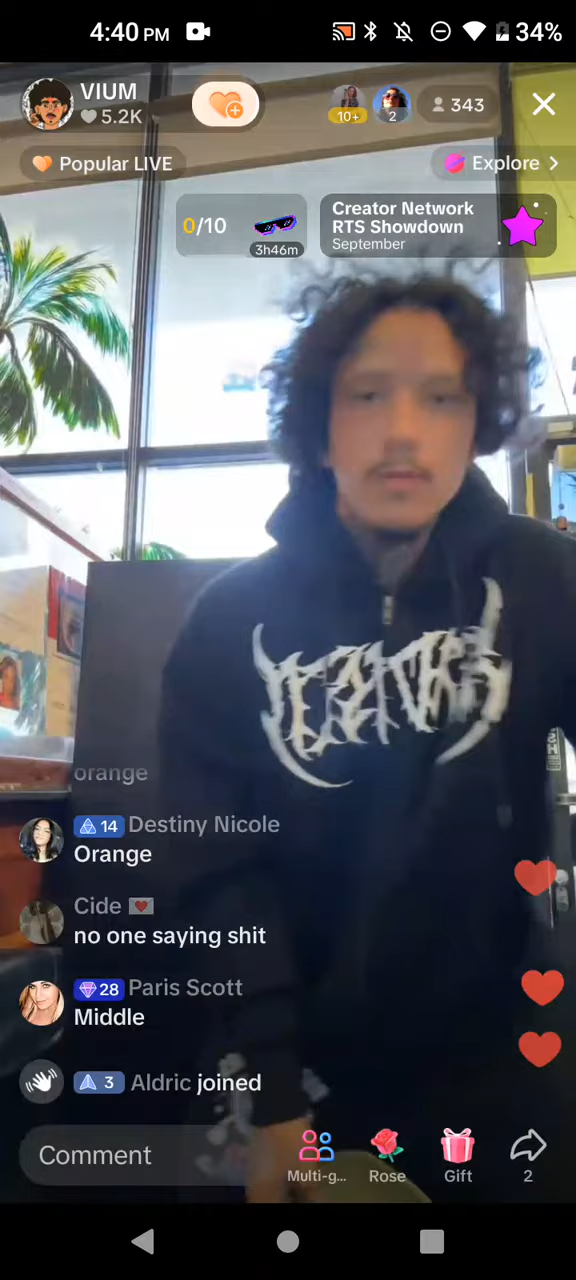 4:40 PM
34%
VIUM
5.2K
10+
2
343
Popular LIVE
Explore >
0/10
3h46m
Creator Network
RTS Showdown
September
orange
14 Destiny Nicole
Orange
Cide
no one saying shit
28 Paris Scott
Middle
3 Aldric joined
Comment
Multi-g...
Rose
Gift
2